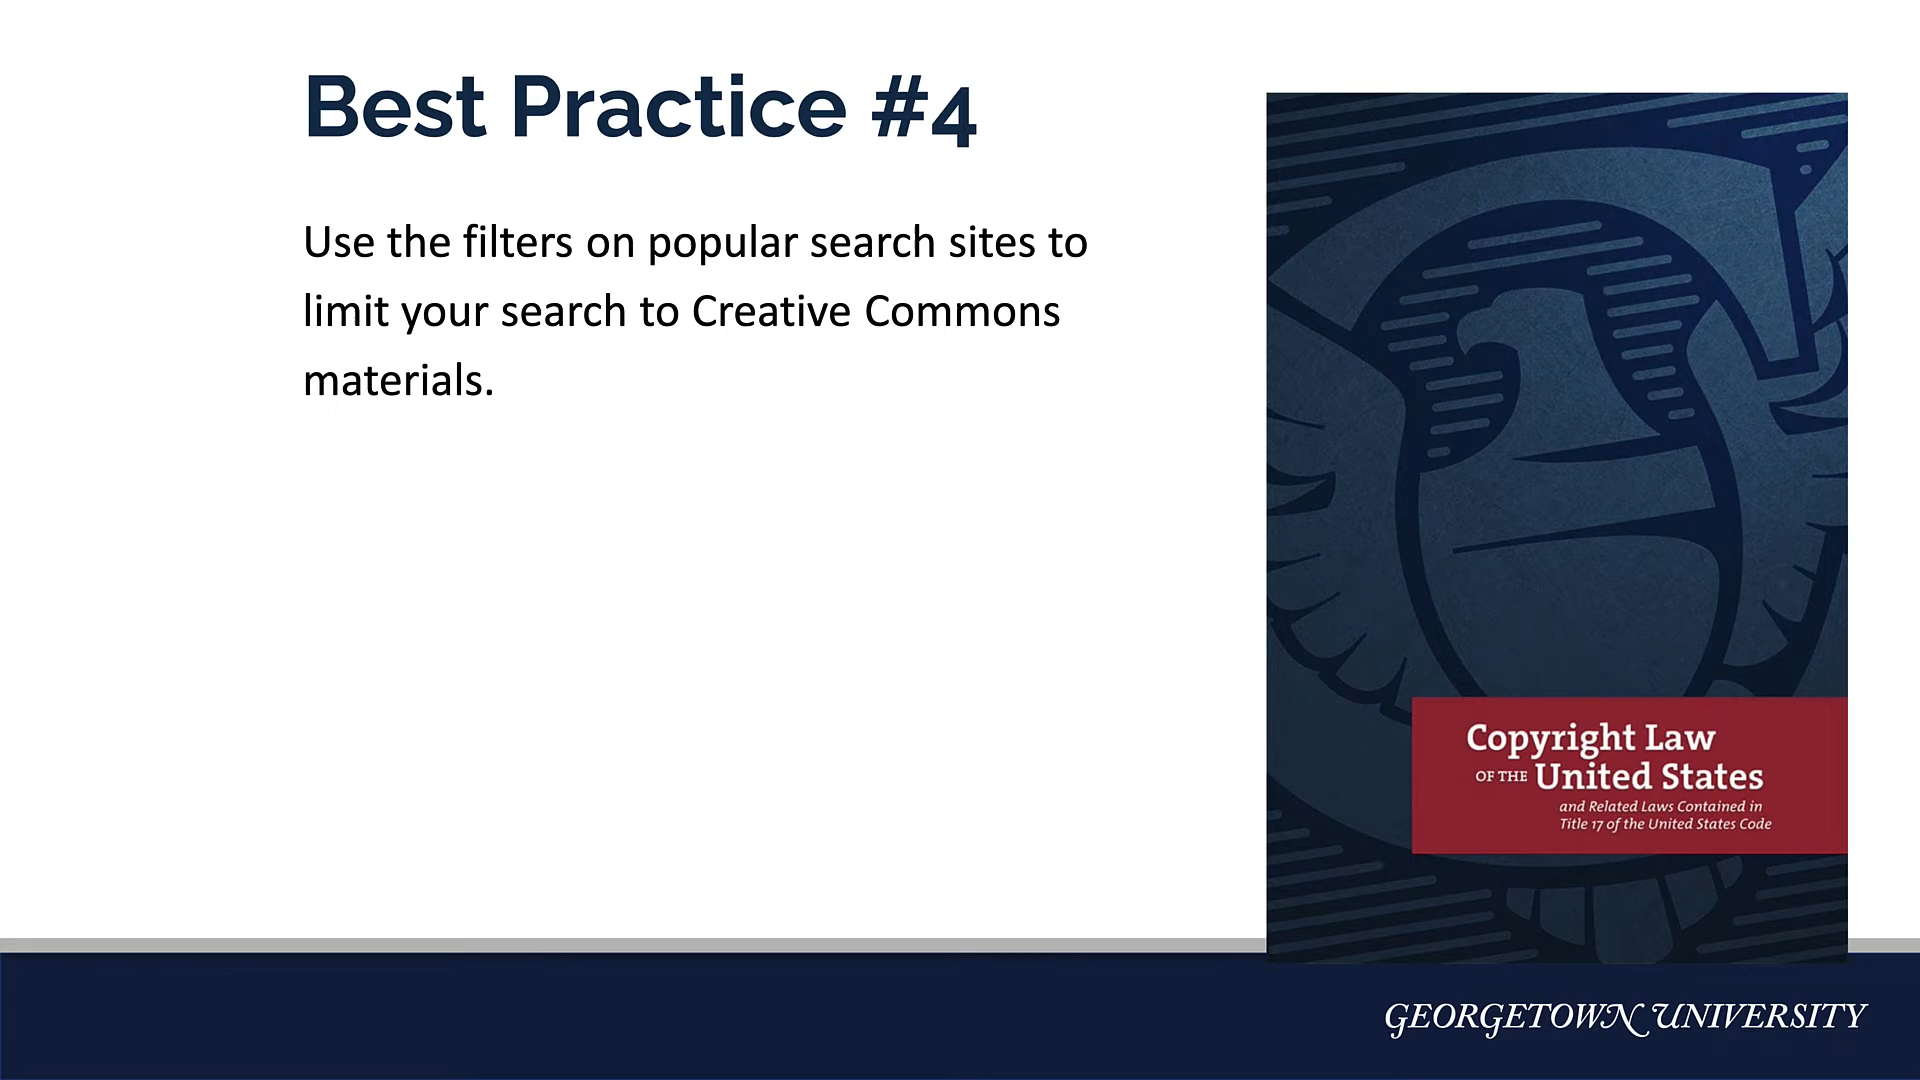 Best Practice #4
Use the filters on popular search sites to
limit your search to Creative Commons
materials.
Copyright Law
OF THE United States
and Related Laws Contained in
Title 17 of the United States Code
GEORGETOWN UNIVERSITY